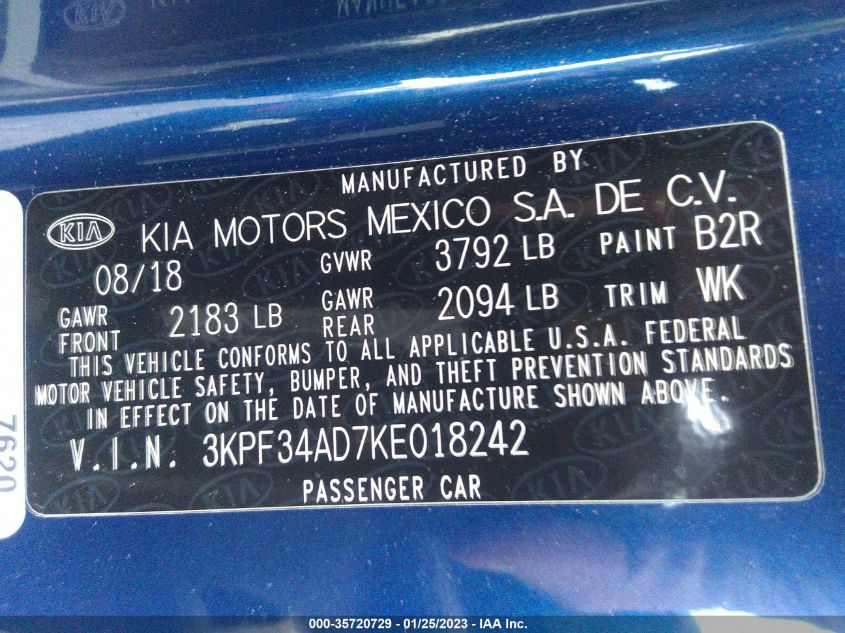 MANUFACTURED BY
KIA KIA MOTORS MEXICO S.A. DE C.V.
08/18 GVWR 3792 LB PAINT B2R
GAWR FRONT 2183 LB GAWR REAR 2094 LB TRIM WK
THIS VEHICLE CONFORMS TO ALL APPLICABLE U.S.A. FEDERAL
MOTOR VEHICLE SAFETY, BUMPER, AND THEFT PREVENTION STANDARDS
IN EFFECT ON THE DATE OF MANUFACTURE SHOWN ABOVE.
V.I.N. 3KPF34AD7KE018242
PASSENGER CAR
7620
000-35720729 - 01/25/2023 - IAA Inc.